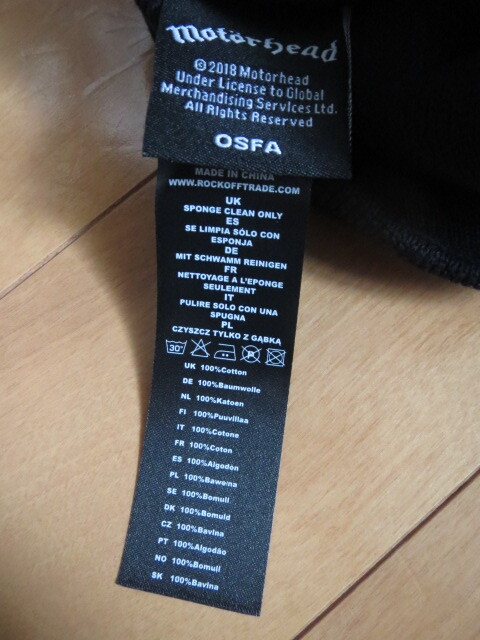 Motörhead
©2018 Motorhead
Under License to Global
Merchandising Services Ltd.
All Rights Reserved
OSFA
MADE IN CHINA
WWW.ROCKOFFTRADE.COM
UK
SPONGE CLEAN ONLY
ES
SE LIMPIA SÓLO CON
ESPONJA
DE
MIT SCHWAMM REINIGEN
FR
NETTOYAGE A L'EPONGE
SEULEMENT
IT
PULIRE SOLO CON UNA
SPUGNA
PL
CZYSZCZ TYLKO Z GĄBKĄ
30°
UK 100%Cotton
DE 100%Baumwolle
NL 100%Katoen
FI 100%Puuvillaa
IT 100%Cotone
FR 100%Coton
ES 100%Algodón
PL 100%Bawełna
SE 100%Bomull
DK 100%Bomuld
CZ 100%Bavlna
PT 100%Algodão
NO 100%Bomull
SK 100%Bavlna